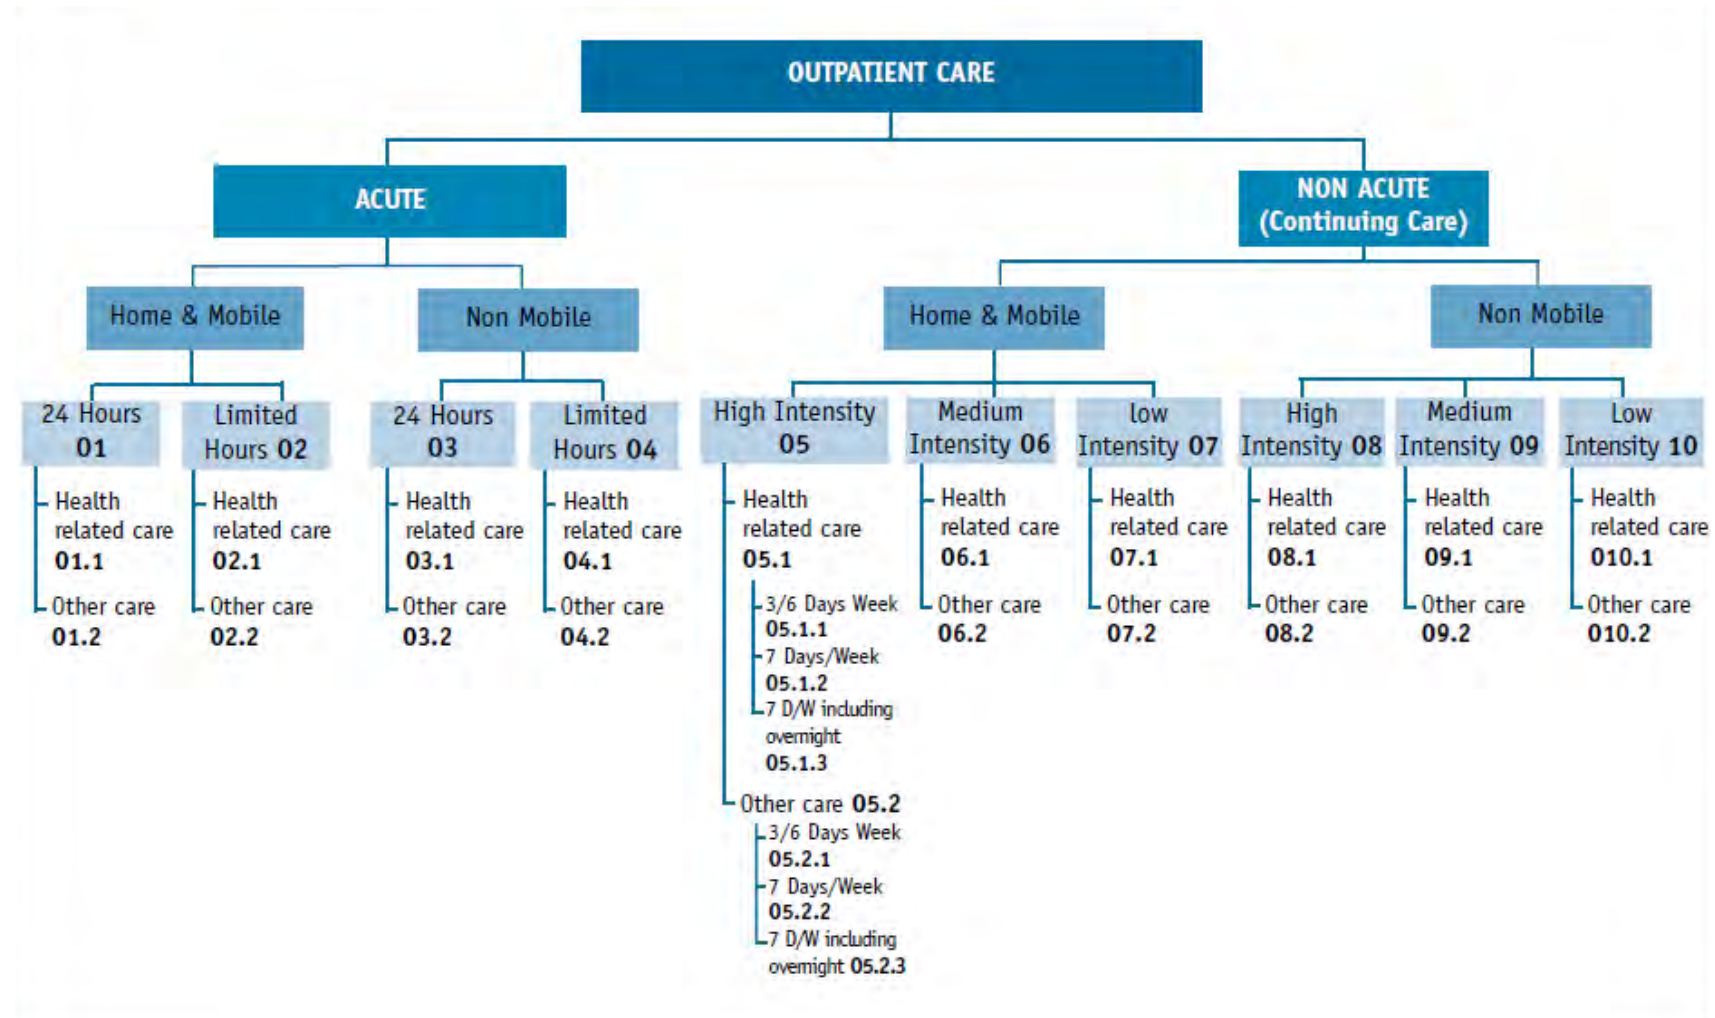 OUTPATIENT CARE
ACUTE
NON ACUTE
(Continuing Care)
Home & Mobile
Non Mobile
Home & Mobile
Non Mobile
24 Hours
01
Limited
Hours 02
24 Hours
03
Limited
Hours 04
High Intensity
05
Medium
Intensity 06
low
Intensity 07
High
Intensity 08
Medium
Intensity 09
Low
Intensity 10
Health
related care
01.1
Other care
01.2
Health
related care
02.1
Other care
02.2
Health
related care
03.1
Other care
03.2
Health
related care
04.1
Other care
04.2
Health
related care
05.1
3/6 Days Week
05.1.1
7 Days/Week
05.1.2
7 D/W including
overnight
05.1.3
Other care 05.2
3/6 Days Week
05.2.1
7 Days/Week
05.2.2
7 D/W including
overnight 05.2.3
Health
related care
06.1
Other care
06.2
Health
related care
07.1
Other care
07.2
Health
related care
08.1
Other care
08.2
Health
related care
09.1
Other care
09.2
Health
related care
010.1
Other care
010.2